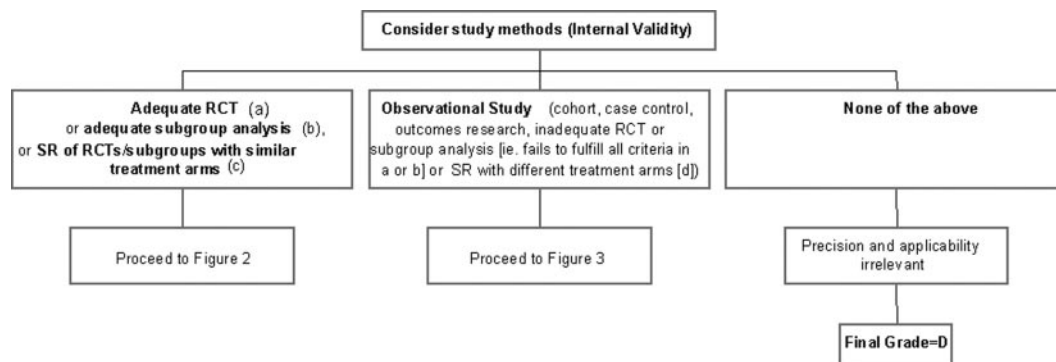 Consider study methods (Internal Validity)
Adequate RCT (a)
or adequate subgroup analysis (b),
or SR of RCTs/subgroups with similar
treatment arms (c)
Observational Study (cohort, case control,
outcomes research, inadequate RCT or
subgroup analysis [ie. fails to fulfill all criteria in
a or b] or SR with different treatment arms [d])
None of the above
Proceed to Figure 2
Proceed to Figure 3
Precision and applicability
irrelevant
Final Grade=D